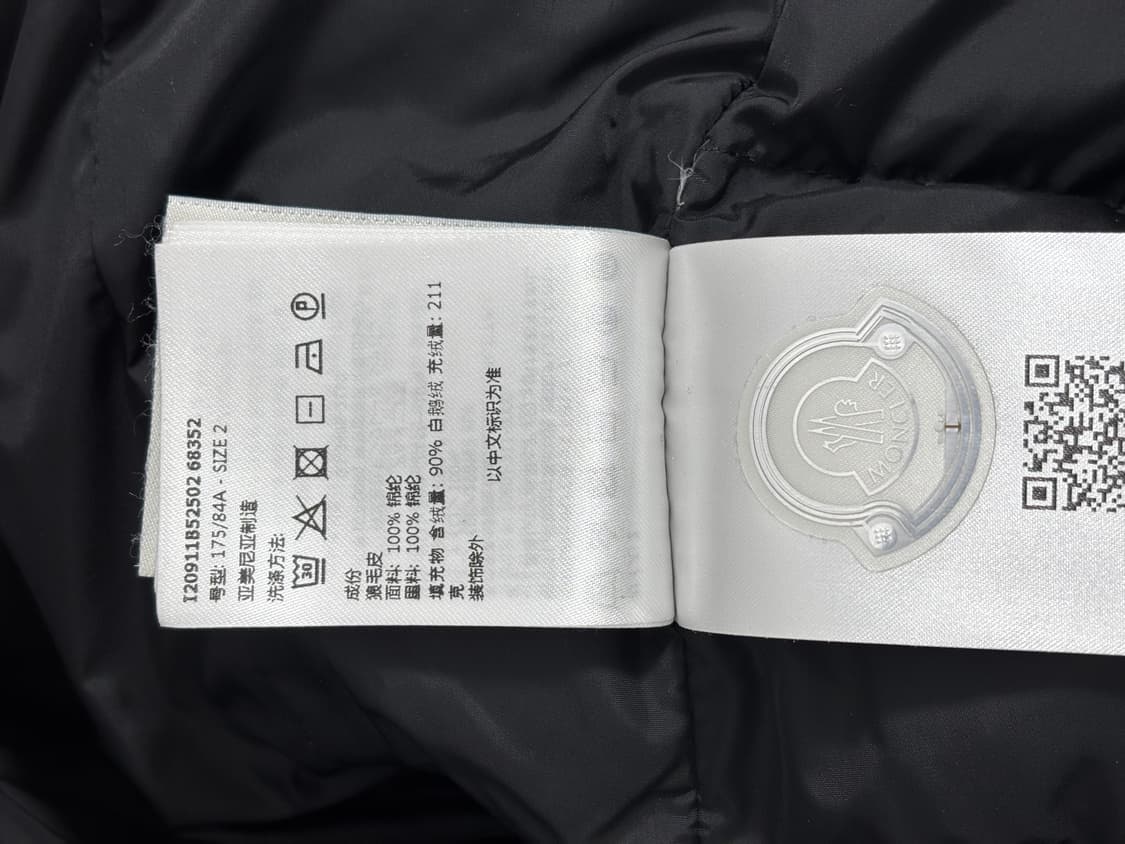 I20911B52502 68352
号型: 175/84A - SIZE 2
亚美尼亚制造
洗涤方法:
30
P
成份
狼毛皮
面料: 100% 锦纶
里料: 100% 锦纶
填充物 含绒量: 90% 白鹅绒 充绒量: 211
克
装饰除外
以中文标识为准
MONCLER